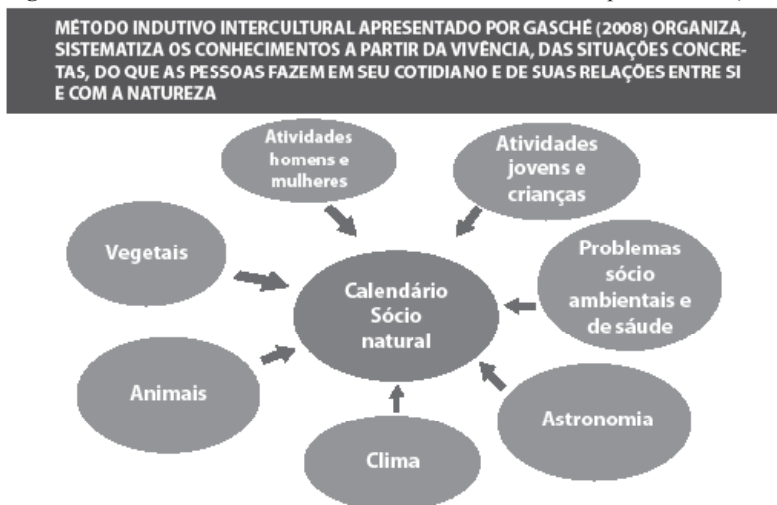 MÉTODO INDUTIVO INTERCULTURAL APRESENTADO POR GASCHÉ (2008) ORGANIZA,
SISTEMATIZA OS CONHECIMENTOS A PARTIR DA VIVÊNCIA, DAS SITUAÇÕES CONCRE-
TAS, DO QUE AS PESSOAS FAZEM EM SEU COTIDIANO E DE SUAS RELAÇÕES ENTRE SI
E COM A NATUREZA
Atividades
homens e
mulheres
Atividades
jovens e
crianças
Vegetais
Problemas
sócio
ambientais e
de sáude
Calendário
Sócio
natural
Animais
Astronomia
Clima